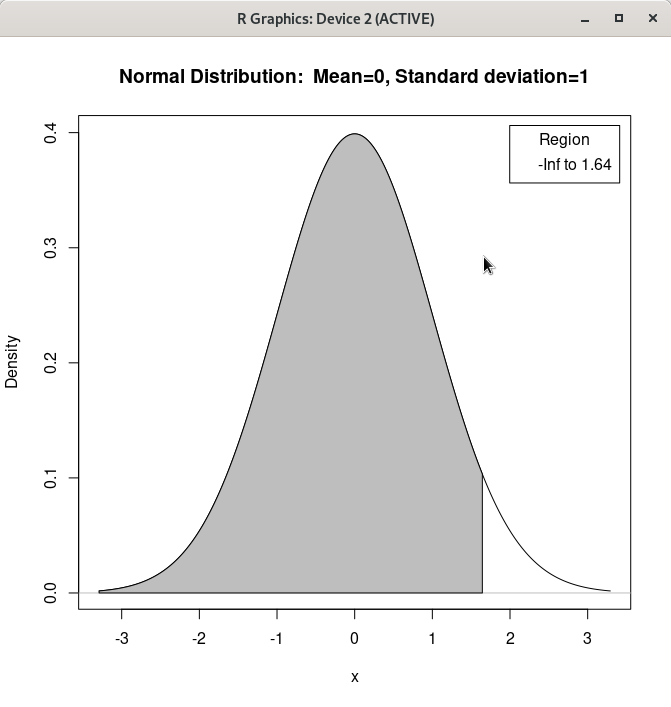 R Graphics: Device 2 (ACTIVE)
Normal Distribution:  Mean=0, Standard deviation=1
Region
-Inf to 1.64
0.4
0.3
0.2
0.1
0.0
Density
-3 -2 -1 0 1 2 3
x